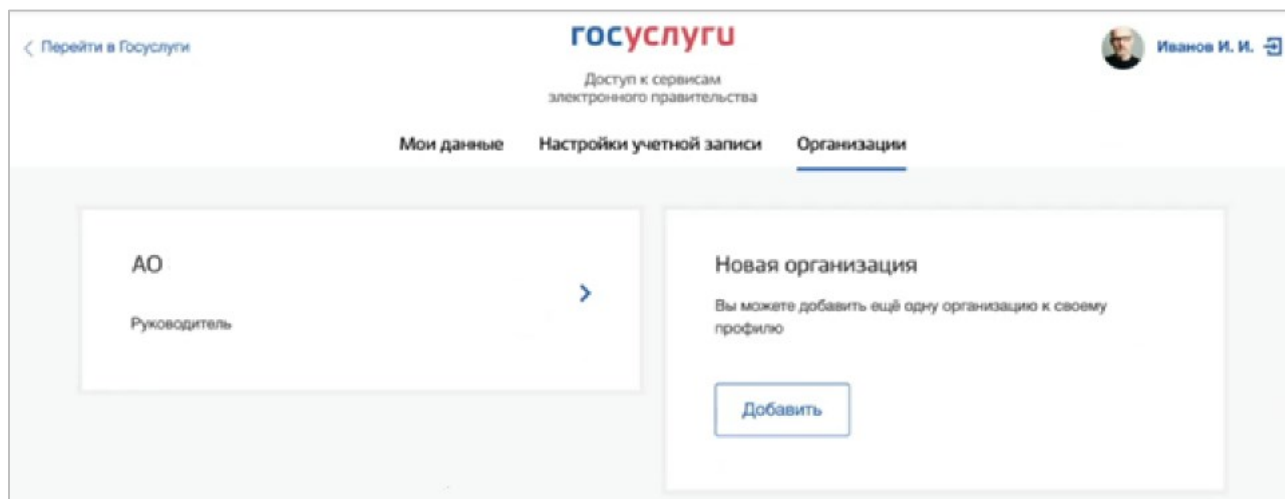 Перейти в Госуслуги
госуслуги
Иванов И. И.
Доступ к сервисам
электронного правительства
Мои данные Настройки учетной записи Организации
АО
Руководитель
Новая организация
Вы можете добавить ещё одну организацию к своему
профилю
Добавить